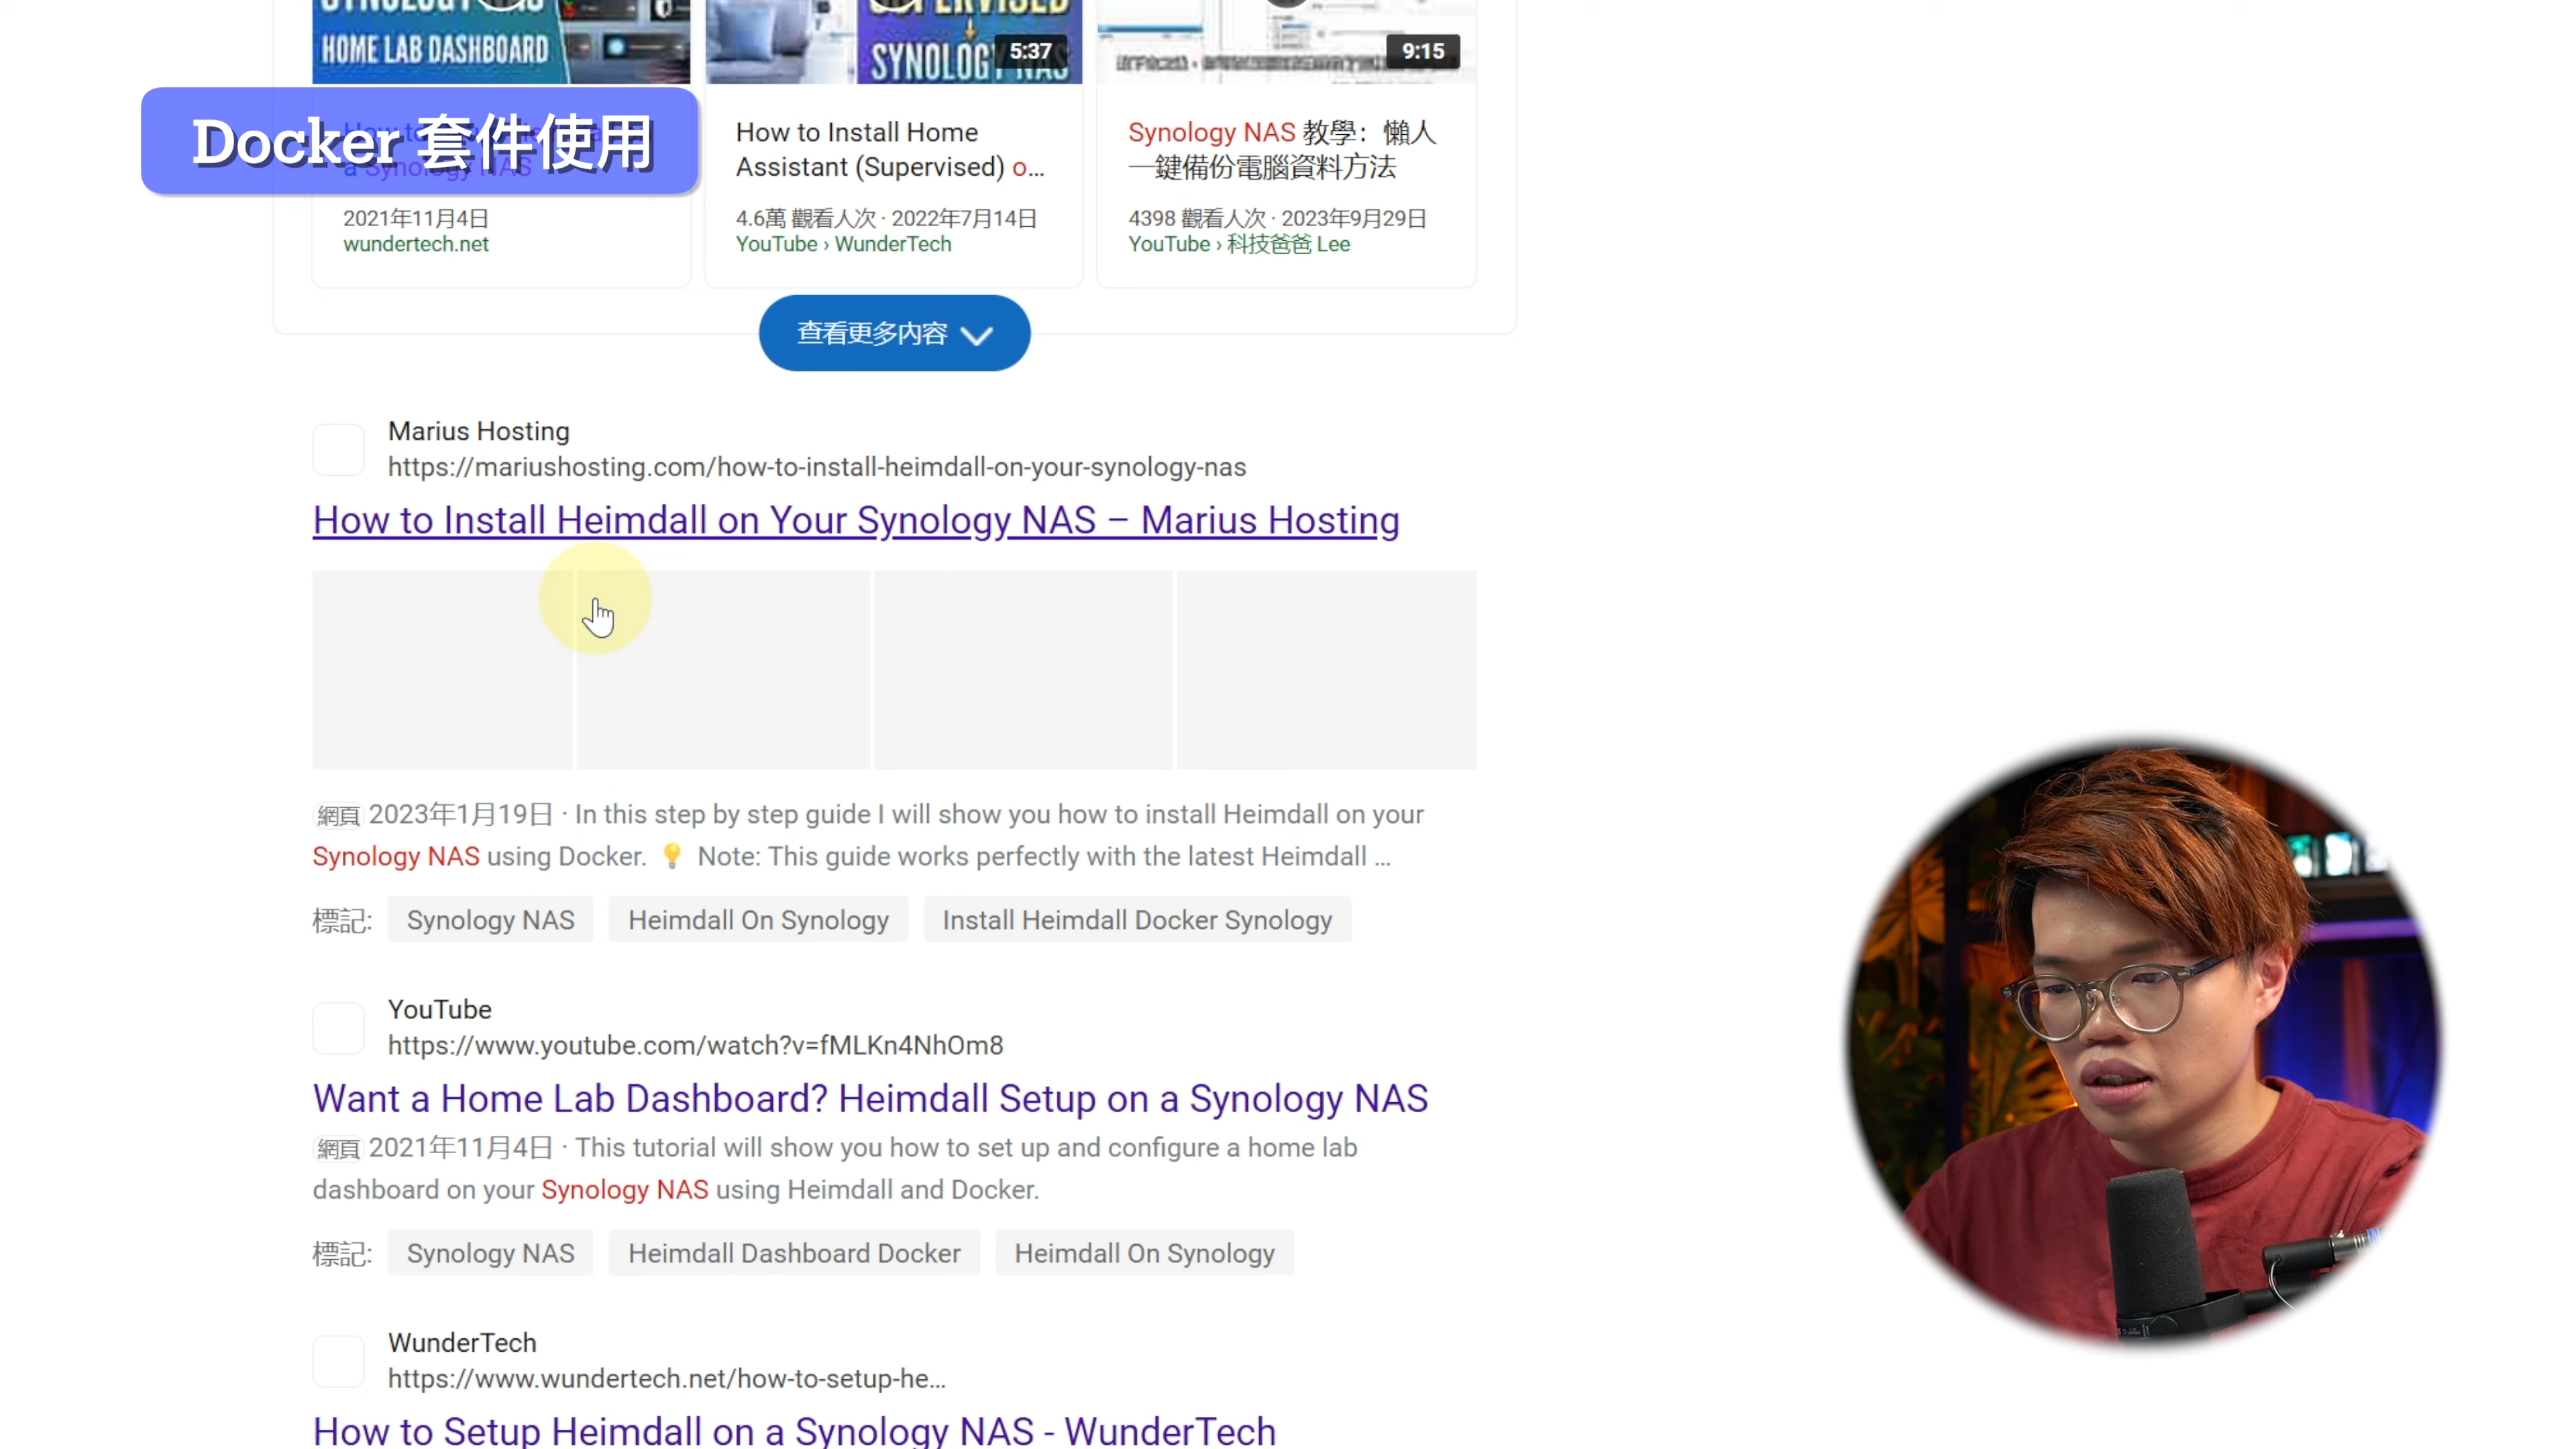 HOME LAB DASHBOARD
SYNOLOGY NAS
5:37
9:15
Docker 套件使用
a Synology NAS
2021年11月4日
wundertech.net
How to Install Home
Assistant (Supervised) o...
4.6萬 觀看人次 · 2022年7月14日
YouTube › WunderTech
Synology NAS 教學：懶人
一鍵備份電腦資料方法
4398 觀看人次 · 2023年9月29日
YouTube › 科技爸爸 Lee
查看更多內容
Marius Hosting
https://mariushosting.com/how-to-install-heimdall-on-your-synology-nas
How to Install Heimdall on Your Synology NAS – Marius Hosting
網頁 2023年1月19日 · In this step by step guide I will show you how to install Heimdall on your
Synology NAS using Docker. 💡 Note: This guide works perfectly with the latest Heimdall ...
標記: Synology NAS Heimdall On Synology Install Heimdall Docker Synology
YouTube
https://www.youtube.com/watch?v=fMLKn4NhOm8
Want a Home Lab Dashboard? Heimdall Setup on a Synology NAS
網頁 2021年11月4日 · This tutorial will show you how to set up and configure a home lab
dashboard on your Synology NAS using Heimdall and Docker.
標記: Synology NAS Heimdall Dashboard Docker Heimdall On Synology
WunderTech
https://www.wundertech.net/how-to-setup-he...
How to Setup Heimdall on a Synology NAS - WunderTech